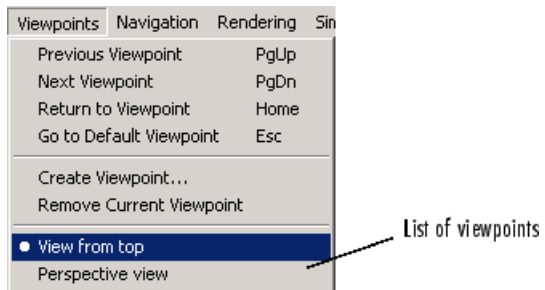 Viewpoints Navigation Rendering Sin
Previous Viewpoint PgUp
Next Viewpoint PgDn
Return to Viewpoint Home
Go to Default Viewpoint Esc
Create Viewpoint...
Remove Current Viewpoint
View from top
List of viewpoints
Perspective view